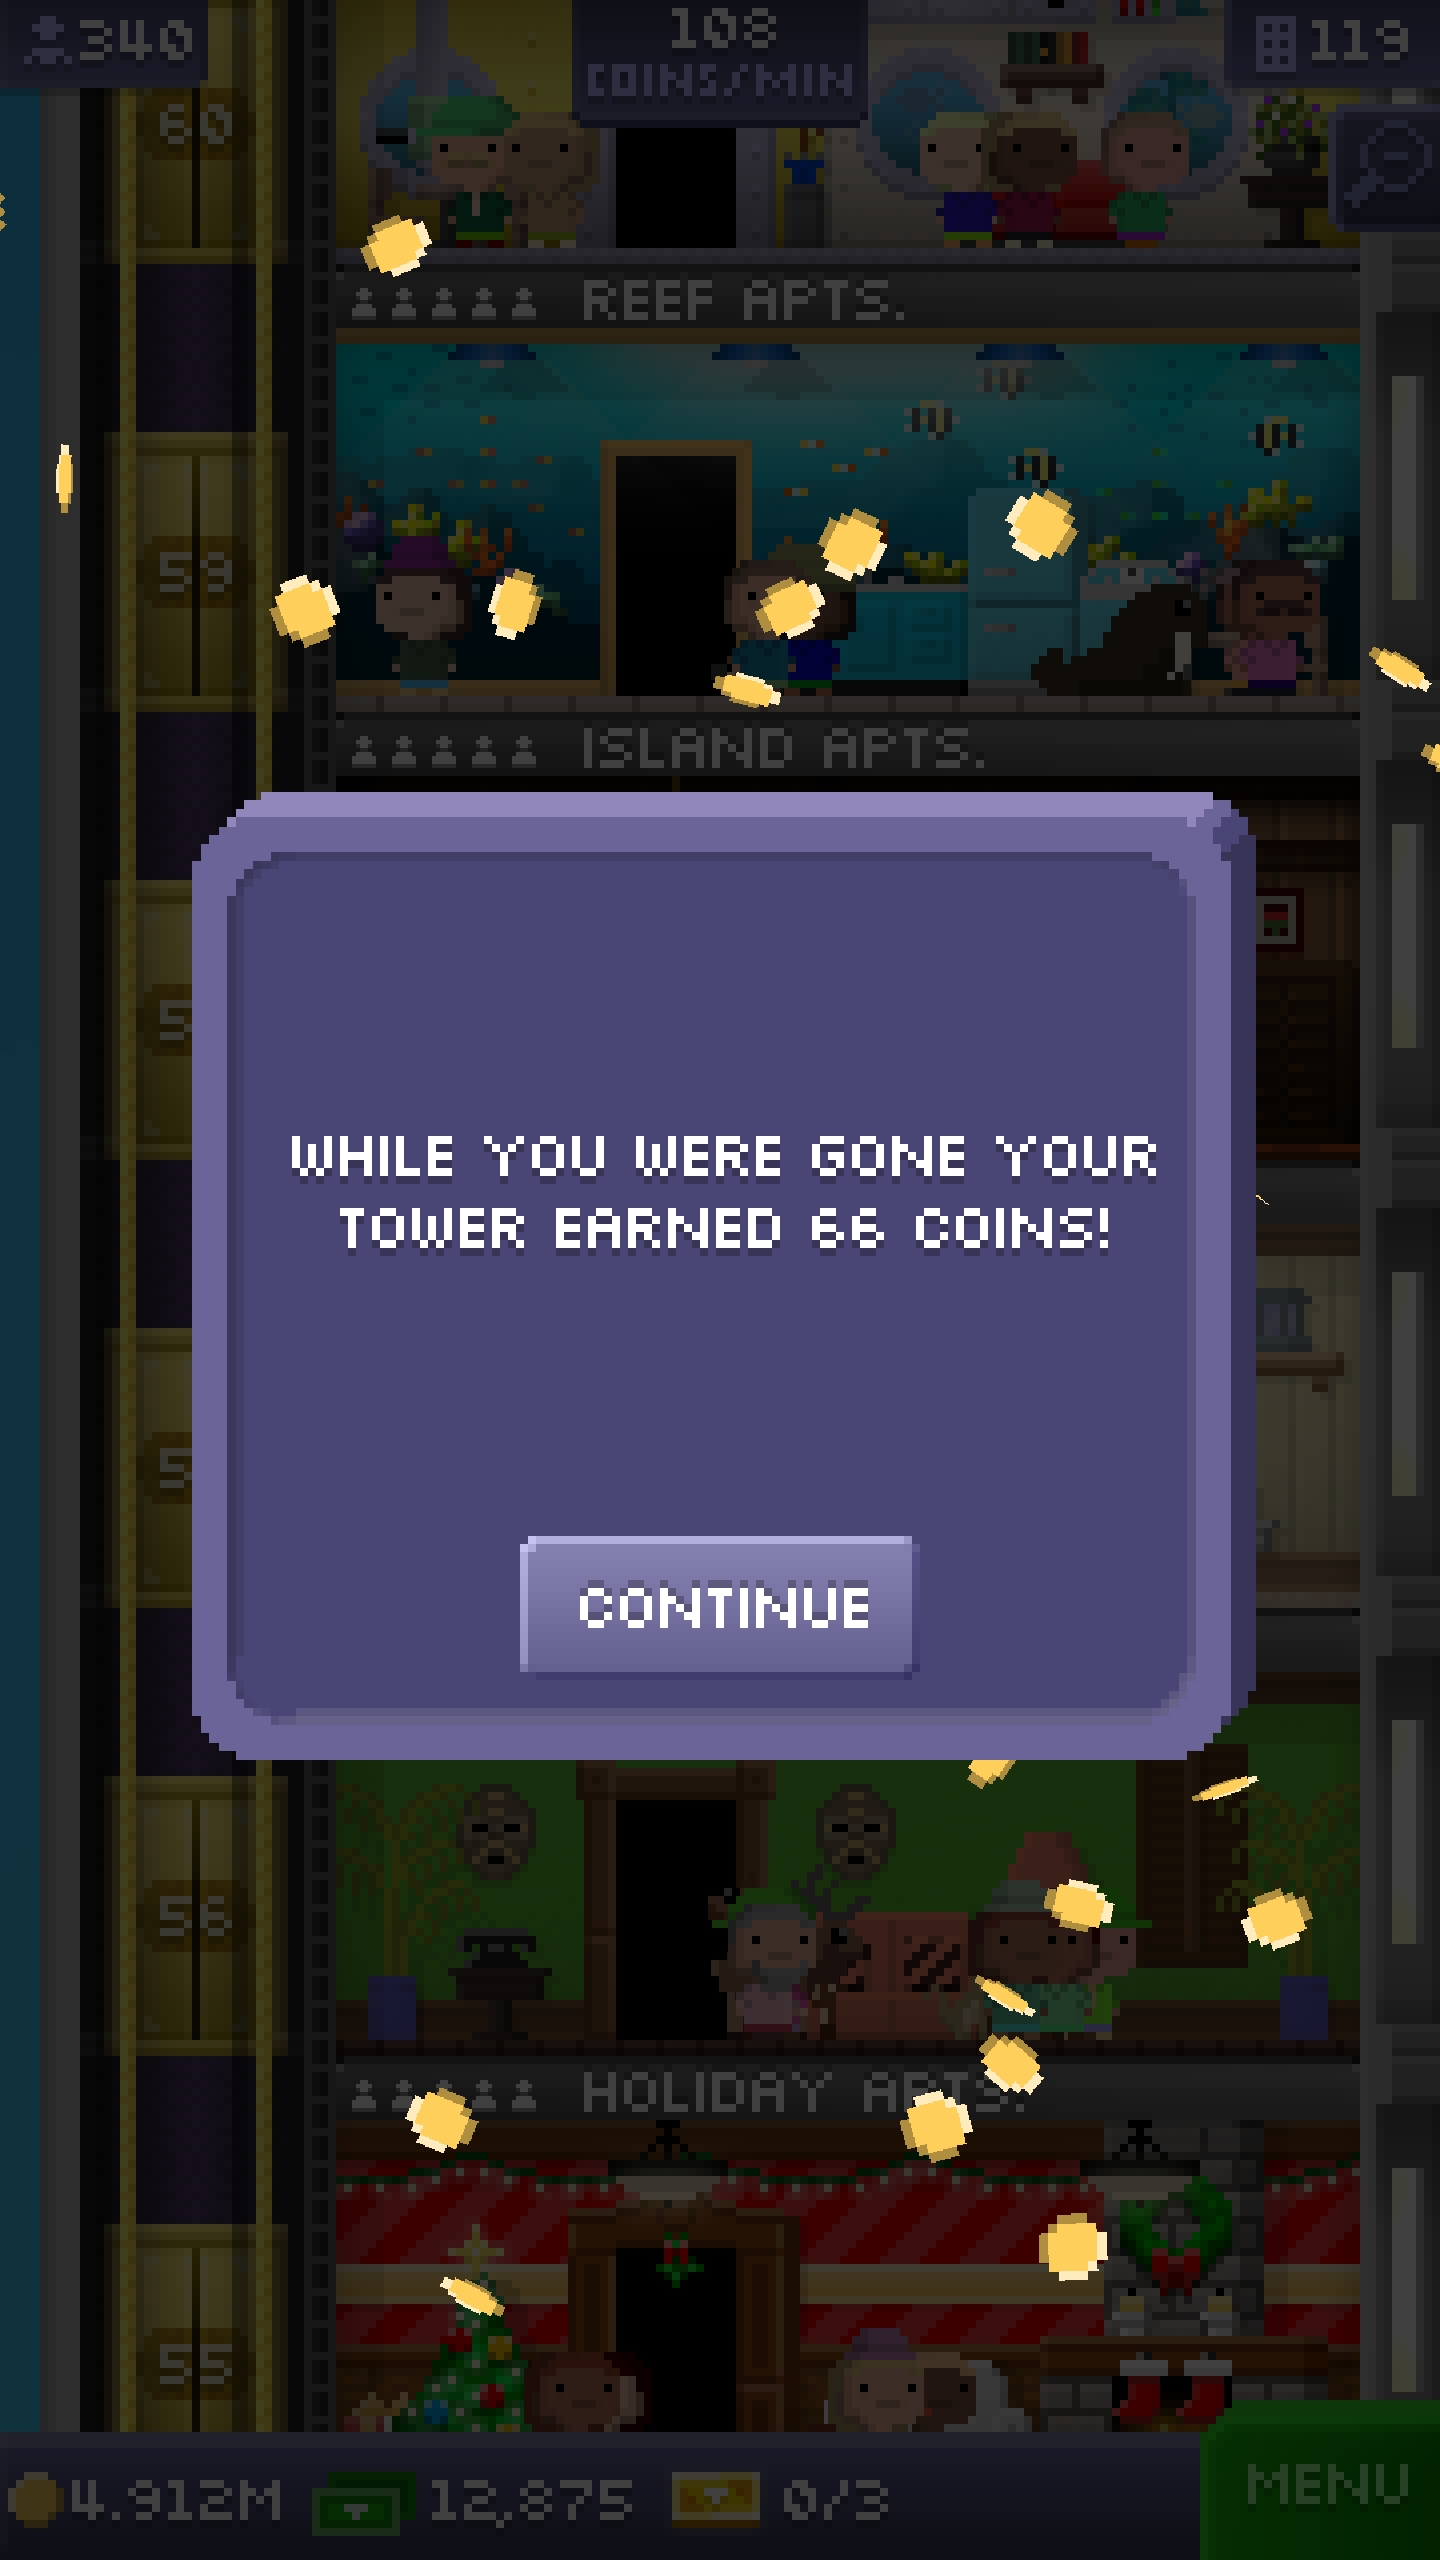 340
108
COINS/MIN
119
60
REEF APTS.
59
ISLAND APTS.
WHILE YOU WERE GONE YOUR
TOWER EARNED 66 COINS!
CONTINUE
56
HOLIDAY APTS.
55
4.912M
12,875
0/3
MENU